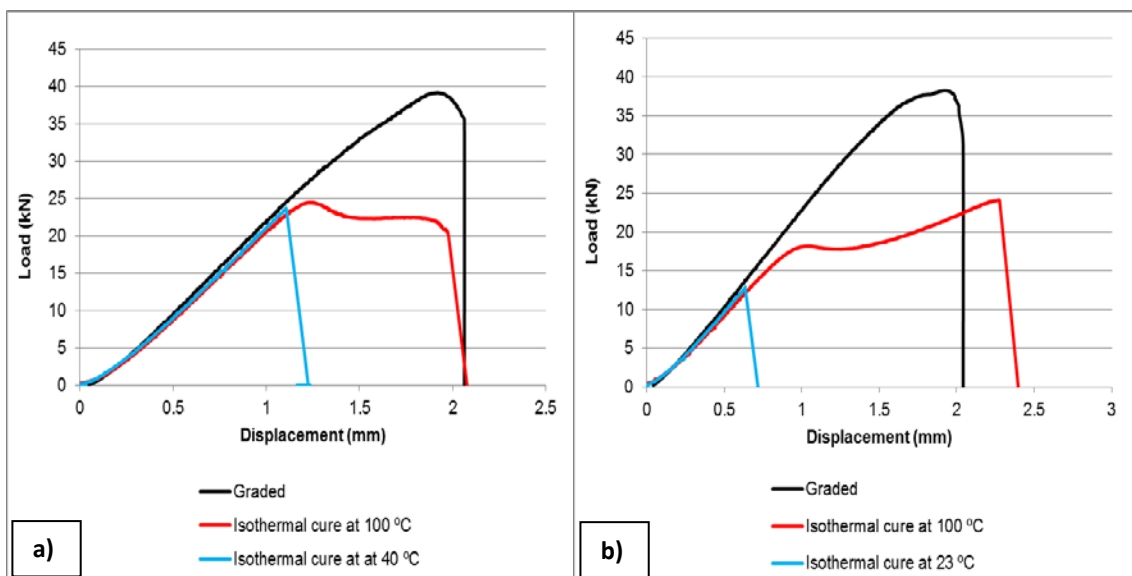 45
40
35
30
25
20
15
10
5
0
Load (kN)
0
0.5
1
1.5
2
2.5
Displacement (mm)
Graded
Isothermal cure at 100 ºC
Isothermal cure at at 40 ºC
a)
45
40
35
30
25
20
15
10
5
0
Load (kN)
0
0.5
1
1.5
2
2.5
3
Displacement (mm)
Graded
Isothermal cure at 100 ºC
Isothermal cure at 23 ºC
b)